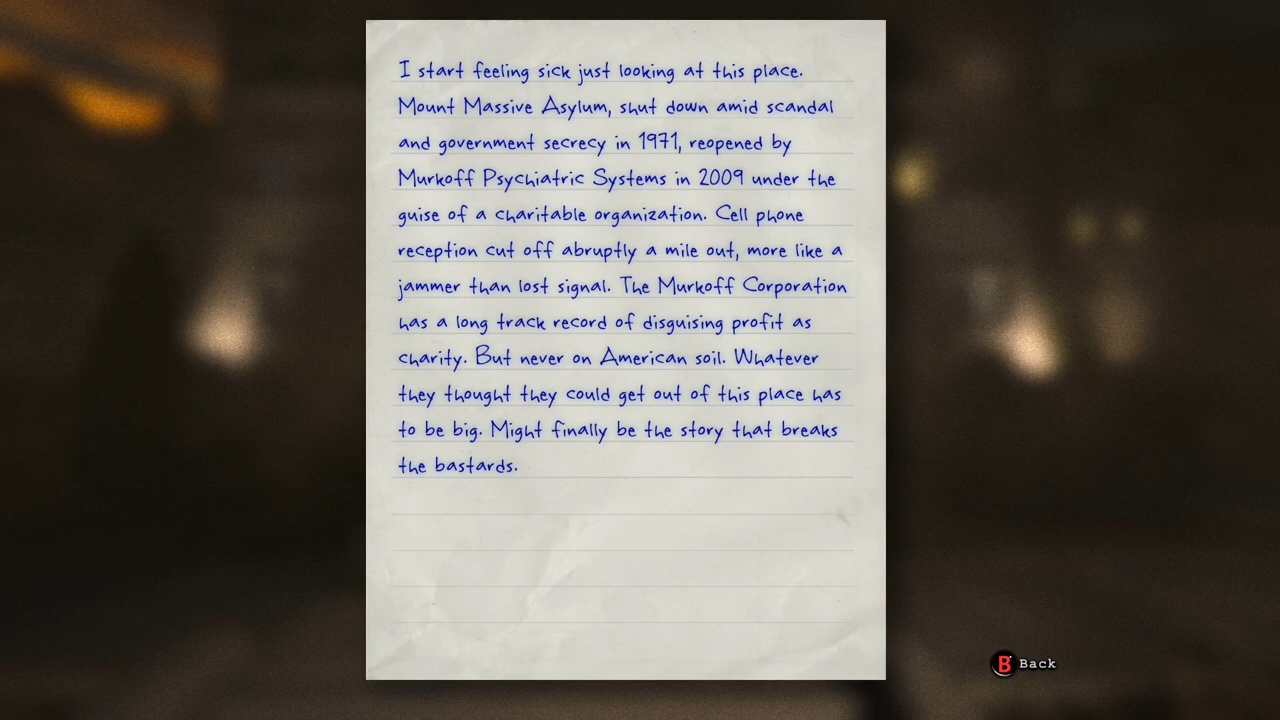 I start feeling sick just looking at this place.
Mount Massive Asylum, shut down amid scandal
and government secrecy in 1971, reopened by
Murkoff Psychiatric Systems in 2009 under the
guise of a charitable organization. Cell phone
reception cut off abruptly a mile out, more like a
jammer than lost signal. The Murkoff Corporation
has a long track record of disguising profit as
charity. But never on American soil. Whatever
they thought they could get out of this place has
to be big. Might finally be the story that breaks
the bastards.
B Back